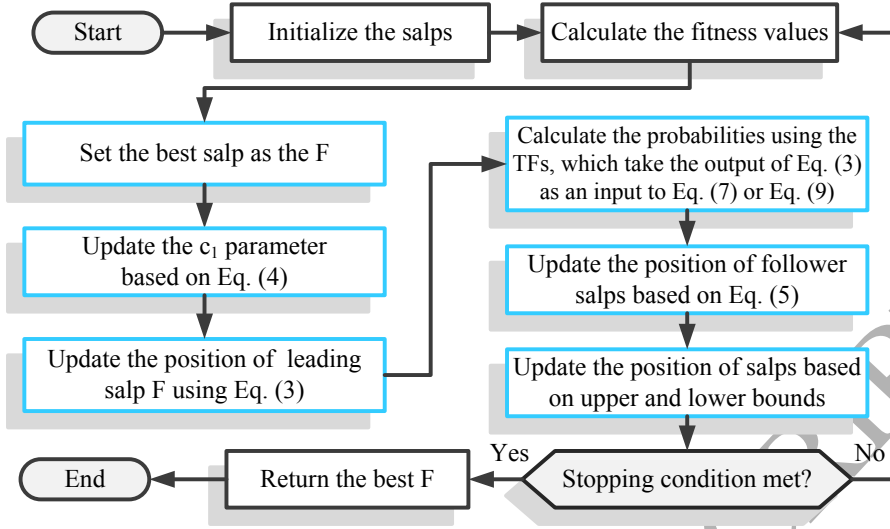 Start
Initialize the salps
Calculate the fitness values
Set the best salp as the F
Update the c₁ parameter
based on Eq. (4)
Update the position of leading
salp F using Eq. (3)
Calculate the probabilities using the
TFs, which take the output of Eq. (3)
as an input to Eq. (7) or Eq. (9)
Update the position of follower
salps based on Eq. (5)
Update the position of salps based
on upper and lower bounds
Stopping condition met?
Yes
No
Return the best F
End